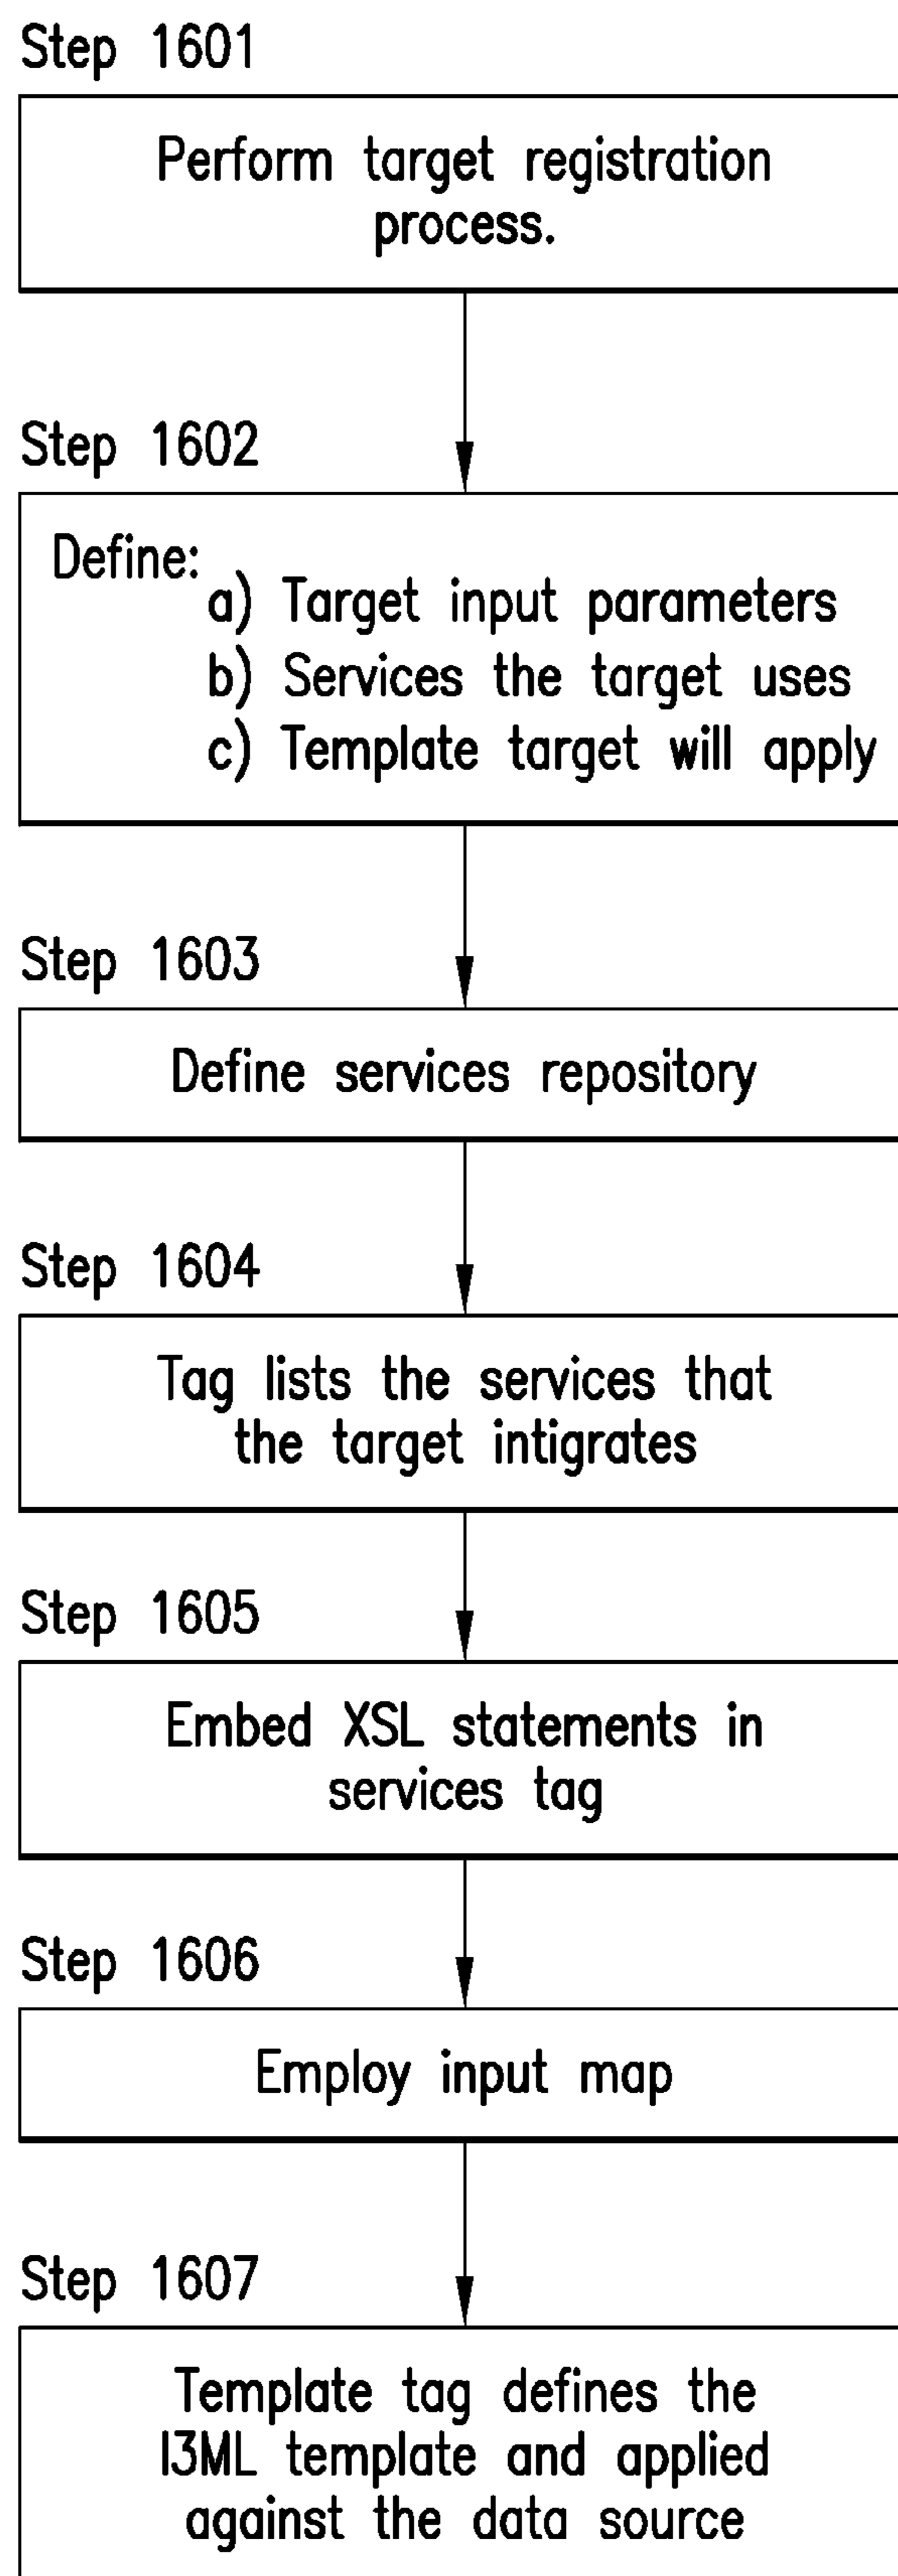 Step 1601
Perform target registration
process.
Step 1602
Define:
a) Target input parameters
b) Services the target uses
c) Template target will apply
Step 1603
Define services repository
Step 1604
Tag lists the services that
the target intigrates
Step 1605
Embed XSL statements in
services tag
Step 1606
Employ input map
Step 1607
Template tag defines the
I3ML template and applied
against the data source